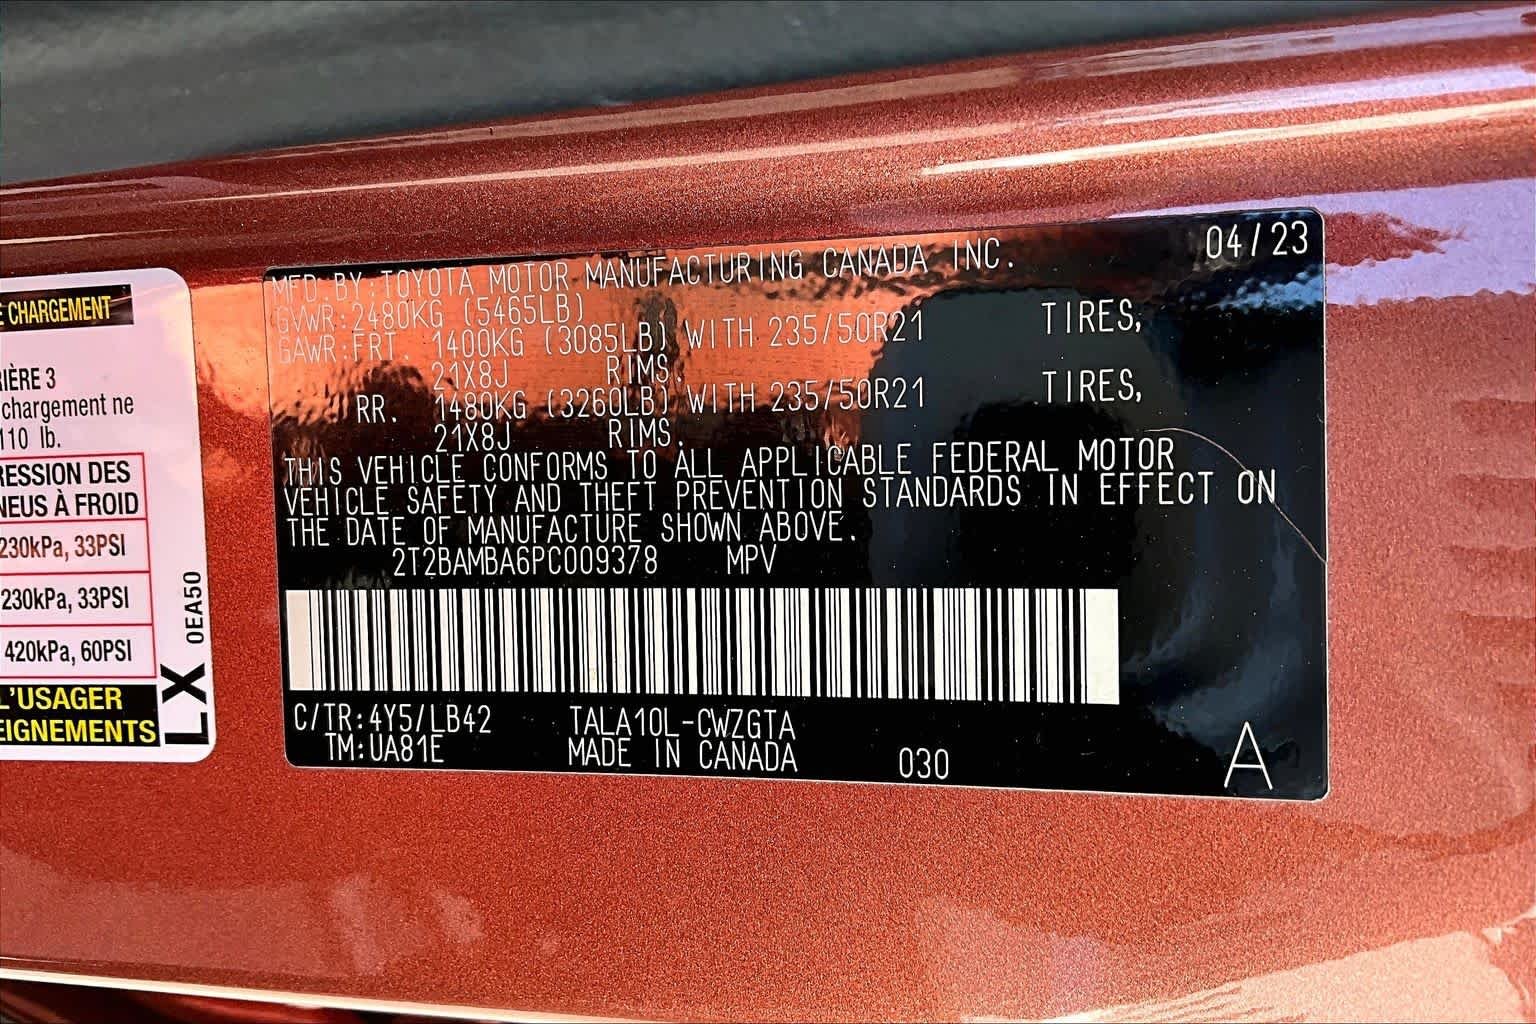 E CHARGEMENT
IÈRE 3
chargement ne
110 lb.
RESSION DES
NEUS À FROID
230kPa, 33PSI
230kPa, 33PSI
420kPa, 60PSI
L'USAGER
EIGNEMENTS
LX 0EA50
04/23
MFD.BY:TOYOTA MOTOR MANUFACTURING CANADA INC.
GVWR:2480KG (5465LB)
GAWR:FRT. 1400KG (3085LB) WITH 235/50R21 TIRES,
21X8J RIMS.
RR. 1480KG (3260LB) WITH 235/50R21 TIRES,
21X8J RIMS.
THIS VEHICLE CONFORMS TO ALL APPLICABLE FEDERAL MOTOR
VEHICLE SAFETY AND THEFT PREVENTION STANDARDS IN EFFECT ON
THE DATE OF MANUFACTURE SHOWN ABOVE.
2T2BAMBA6PC009378 MPV
C/TR:4Y5/LB42 TALA10L-CWZGTA
TM:UA81E MADE IN CANADA 030
A